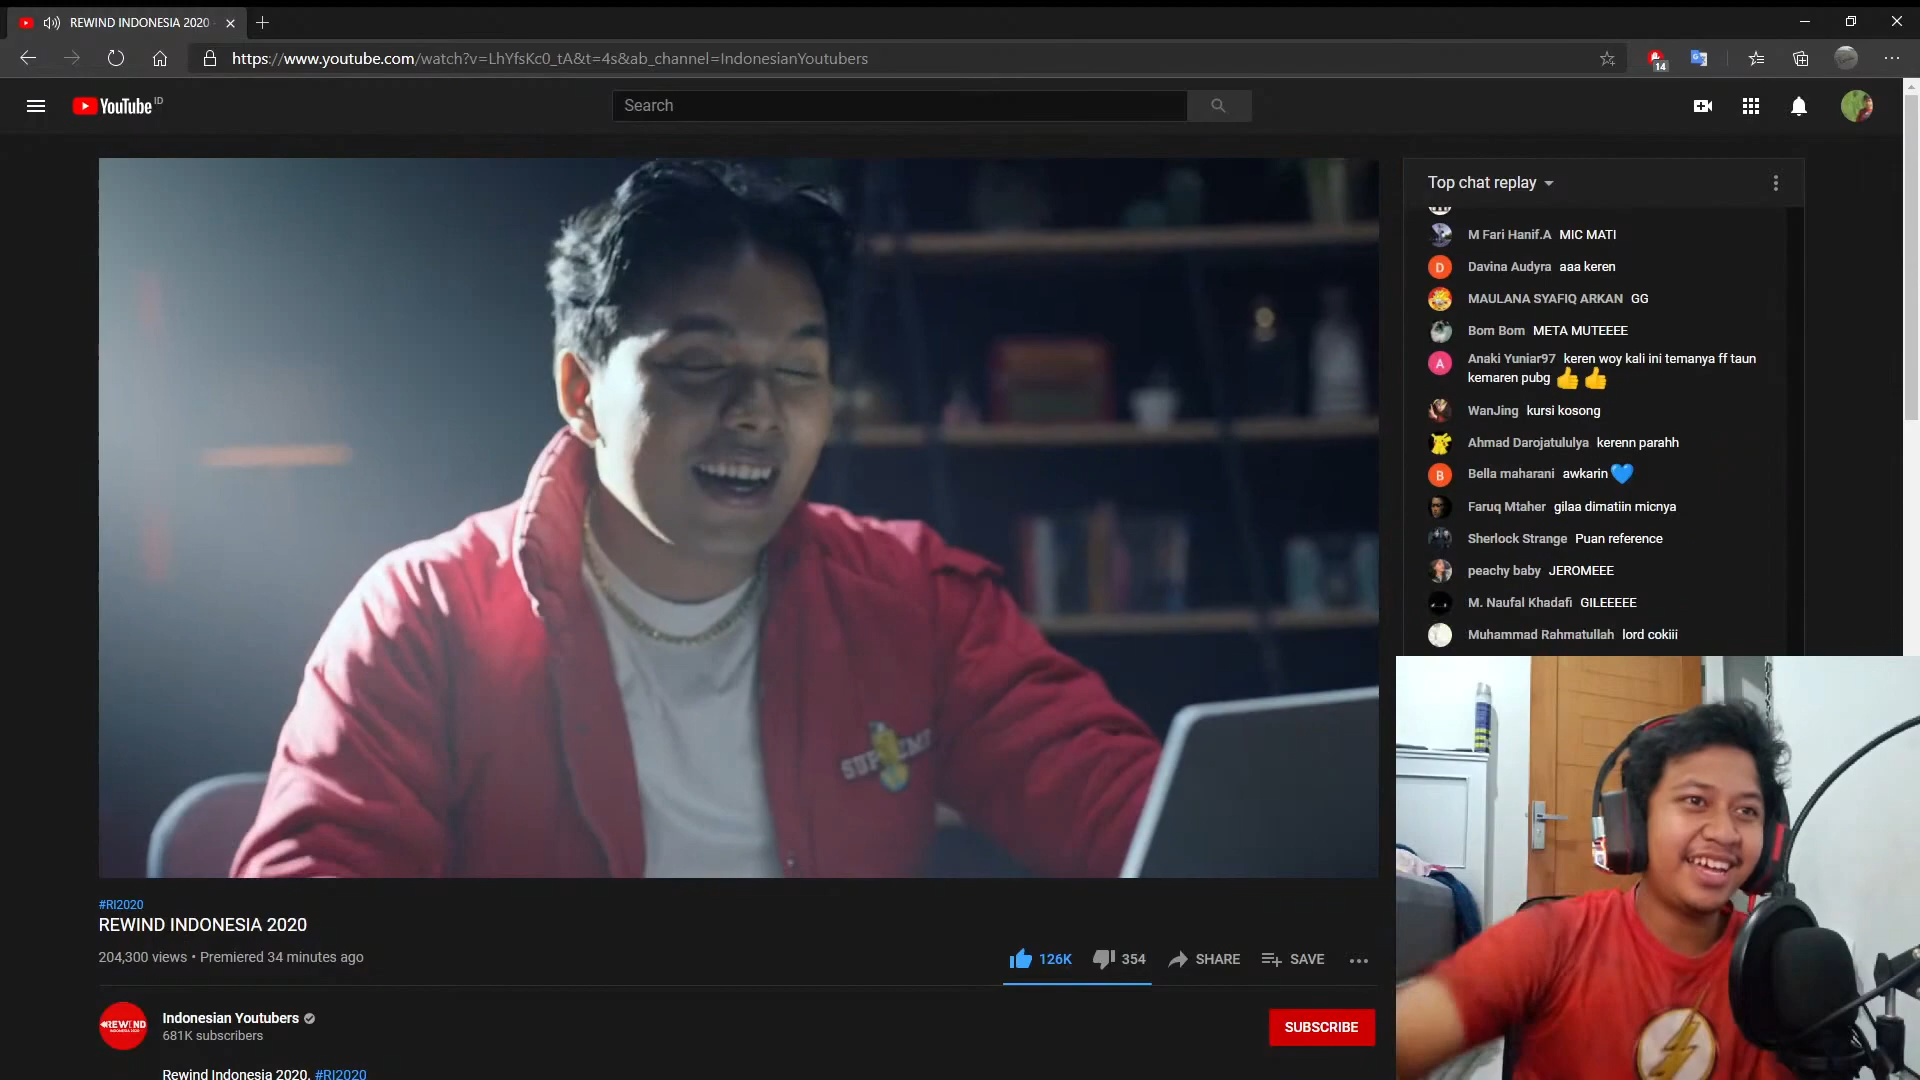 REWIND INDONESIA 2020
https://www.youtube.com/watch?v=LhYfsKc0_tA&t=4s&ab_channel=IndonesianYoutubers
14
YouTube ID
Search
Top chat replay
M Fari Hanif.A MIC MATI
Davina Audyra aaa keren
MAULANA SYAFIQ ARKAN GG
Bom Bom META MUTEEEE
Anaki Yuniar97 keren woy kali ini temanya ff taun
kemaren pubg 👍👍
WanJing kursi kosong
Ahmad Darojatululya kerenn parahh
Bella maharani awkarin💙
Faruq Mtaher gilaa dimatiin micnya
Sherlock Strange Puan reference
peachy baby JEROMEEE
M. Naufal Khadafi GILEEEEE
Muhammad Rahmatullah lord cokiii
#RI2020
REWIND INDONESIA 2020
204,300 views • Premiered 34 minutes ago
126K
354
SHARE
SAVE
REWIND
Indonesian Youtubers
681K subscribers
SUBSCRIBE
Rewind Indonesia 2020, #RI2020